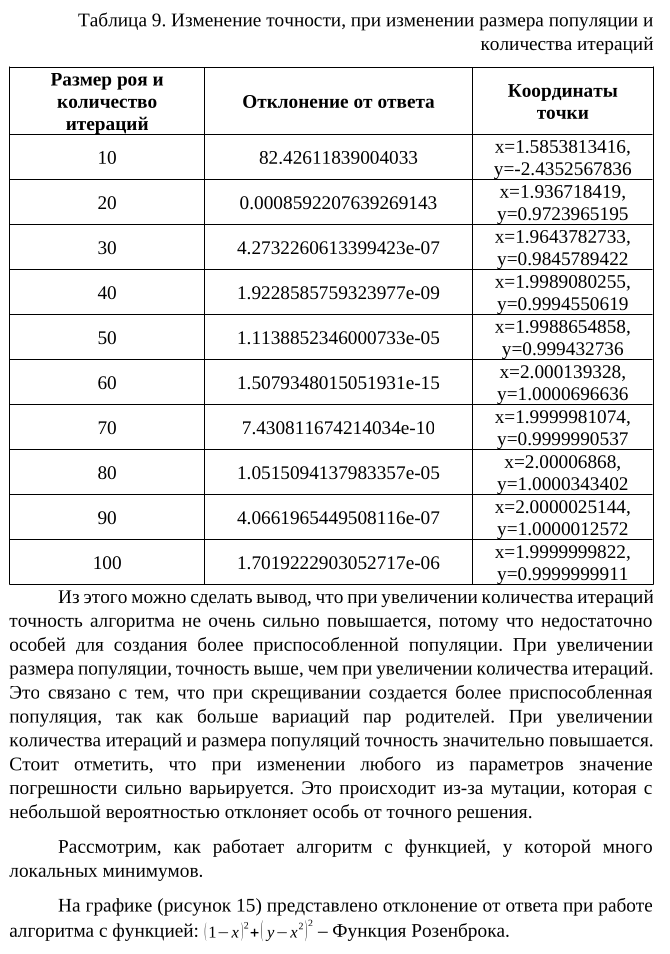 Таблица 9. Изменение точности, при изменении размера популяции и
количества итераций
Размер роя и
количество
итераций
Отклонение от ответа
Координаты
точки
10
82.42611839004033
x=1.5853813416,
y=-2.4352567836
20
0.0008592207639269143
x=1.936718419,
y=0.9723965195
30
4.2732260613399423e-07
x=1.9643782733,
y=0.9845789422
40
1.9228585759323977e-09
x=1.9989080255,
y=0.9994550619
50
1.1138852346000733e-05
x=1.9988654858,
y=0.999432736
60
1.5079348015051931e-15
x=2.000139328,
y=1.0000696636
70
7.430811674214034e-10
x=1.9999981074,
y=0.9999990537
80
1.0515094137983357e-05
x=2.00006868,
y=1.0000343402
90
4.0661965449508116e-07
x=2.0000025144,
y=1.0000012572
100
1.7019222903052717e-06
x=1.9999999822,
y=0.9999999911
Из этого можно сделать вывод, что при увеличении количества итераций
точность алгоритма не очень сильно повышается, потому что недостаточно
особей для создания более приспособленной популяции. При увеличении
размера популяции, точность выше, чем при увеличении количества итераций.
Это связано с тем, что при скрещивании создается более приспособленная
популяция, так как больше вариаций пар родителей. При увеличении
количества итераций и размера популяций точность значительно повышается.
Стоит отметить, что при изменении любого из параметров значение
погрешности сильно варьируется. Это происходит из-за мутации, которая с
небольшой вероятностью отклоняет особь от точного решения.
Рассмотрим, как работает алгоритм с функцией, у которой много
локальных минимумов.
На графике (рисунок 15) представлено отклонение от ответа при работе
алгоритма с функцией: (1−x)²+(y−x²)² – Функция Розенброка.